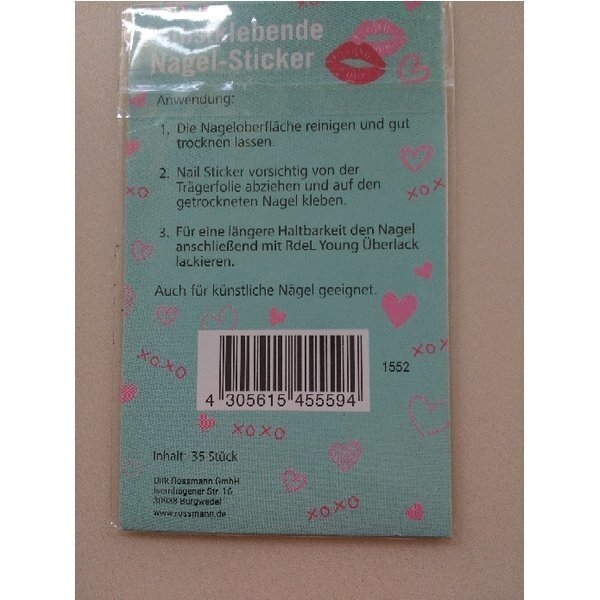 Selbstklebende
Nagel-Sticker
Anwendung:
1. Die Nageloberfläche reinigen und gut
trocknen lassen.
2. Nail Sticker vorsichtig von der
Trägerfolie abziehen und auf den
getrockneten Nagel kleben.
3. Für eine längere Haltbarkeit den Nagel
anschließend mit RdeL Young Überlack
lackieren.
Auch für künstliche Nägel geeignet.
XOXO
XOXO
XOXO
XOXO
1552
4 305615 455594
XOXO
Inhalt: 35 Stück
Dirk Rossmann GmbH
Isernhägener Str. 16
30938 Burgwedel
www.rossmann.de
XOXO